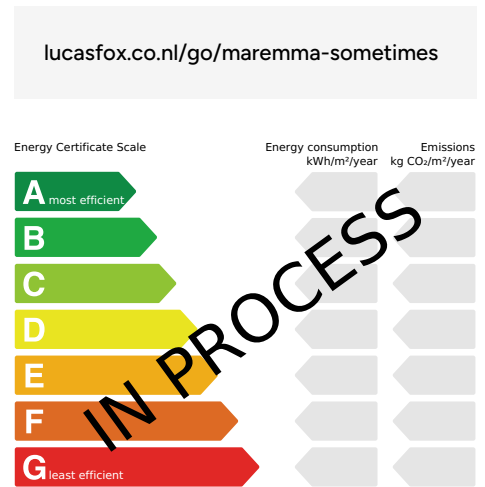 lucasfox.co.nl/go/maremma-sometimes
Energy Certificate Scale
Energy consumption
kWh/m²/year
Emissions
kg CO₂/m²/year
A most efficient
B
C
D
E
F
G least efficient
IN PROCESS